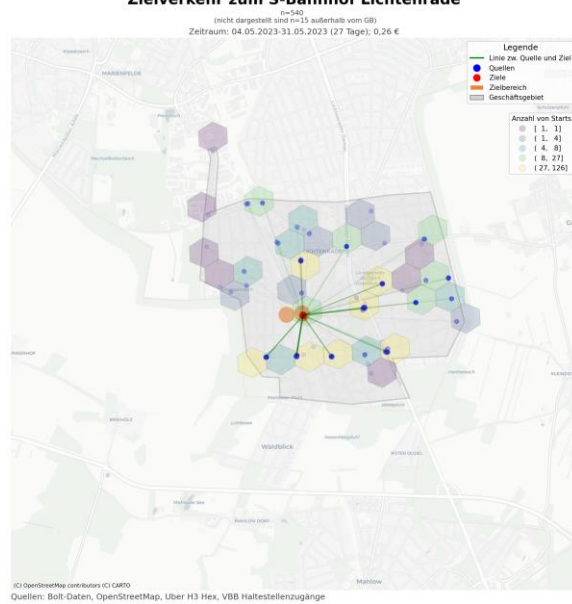 Zielverkehr zum S-Bahnhof Lichtenrade
n=540
(nicht dargestellt sind n=15 außerhalb vom GB)
Zeitraum: 04.05.2023-31.05.2023 (27 Tage); 0,26 €
Legende
Linie zw. Quelle und Ziel
Quellen
Ziele
Zielbereich
Geschäftsgebiet
Anzahl von Starts
[ 1, 1]
( 1, 4]
( 4, 8]
( 8, 27]
( 27, 126]
MARIENFELDE
LICHTENRADE
Waldblick
ROTER DUDEL
Mahlow
(C) OpenStreetMap contributors (C) CARTO
Quellen: Bolt-Daten, OpenStreetMap, Uber H3 Hex, VBB Haltestellenzugänge